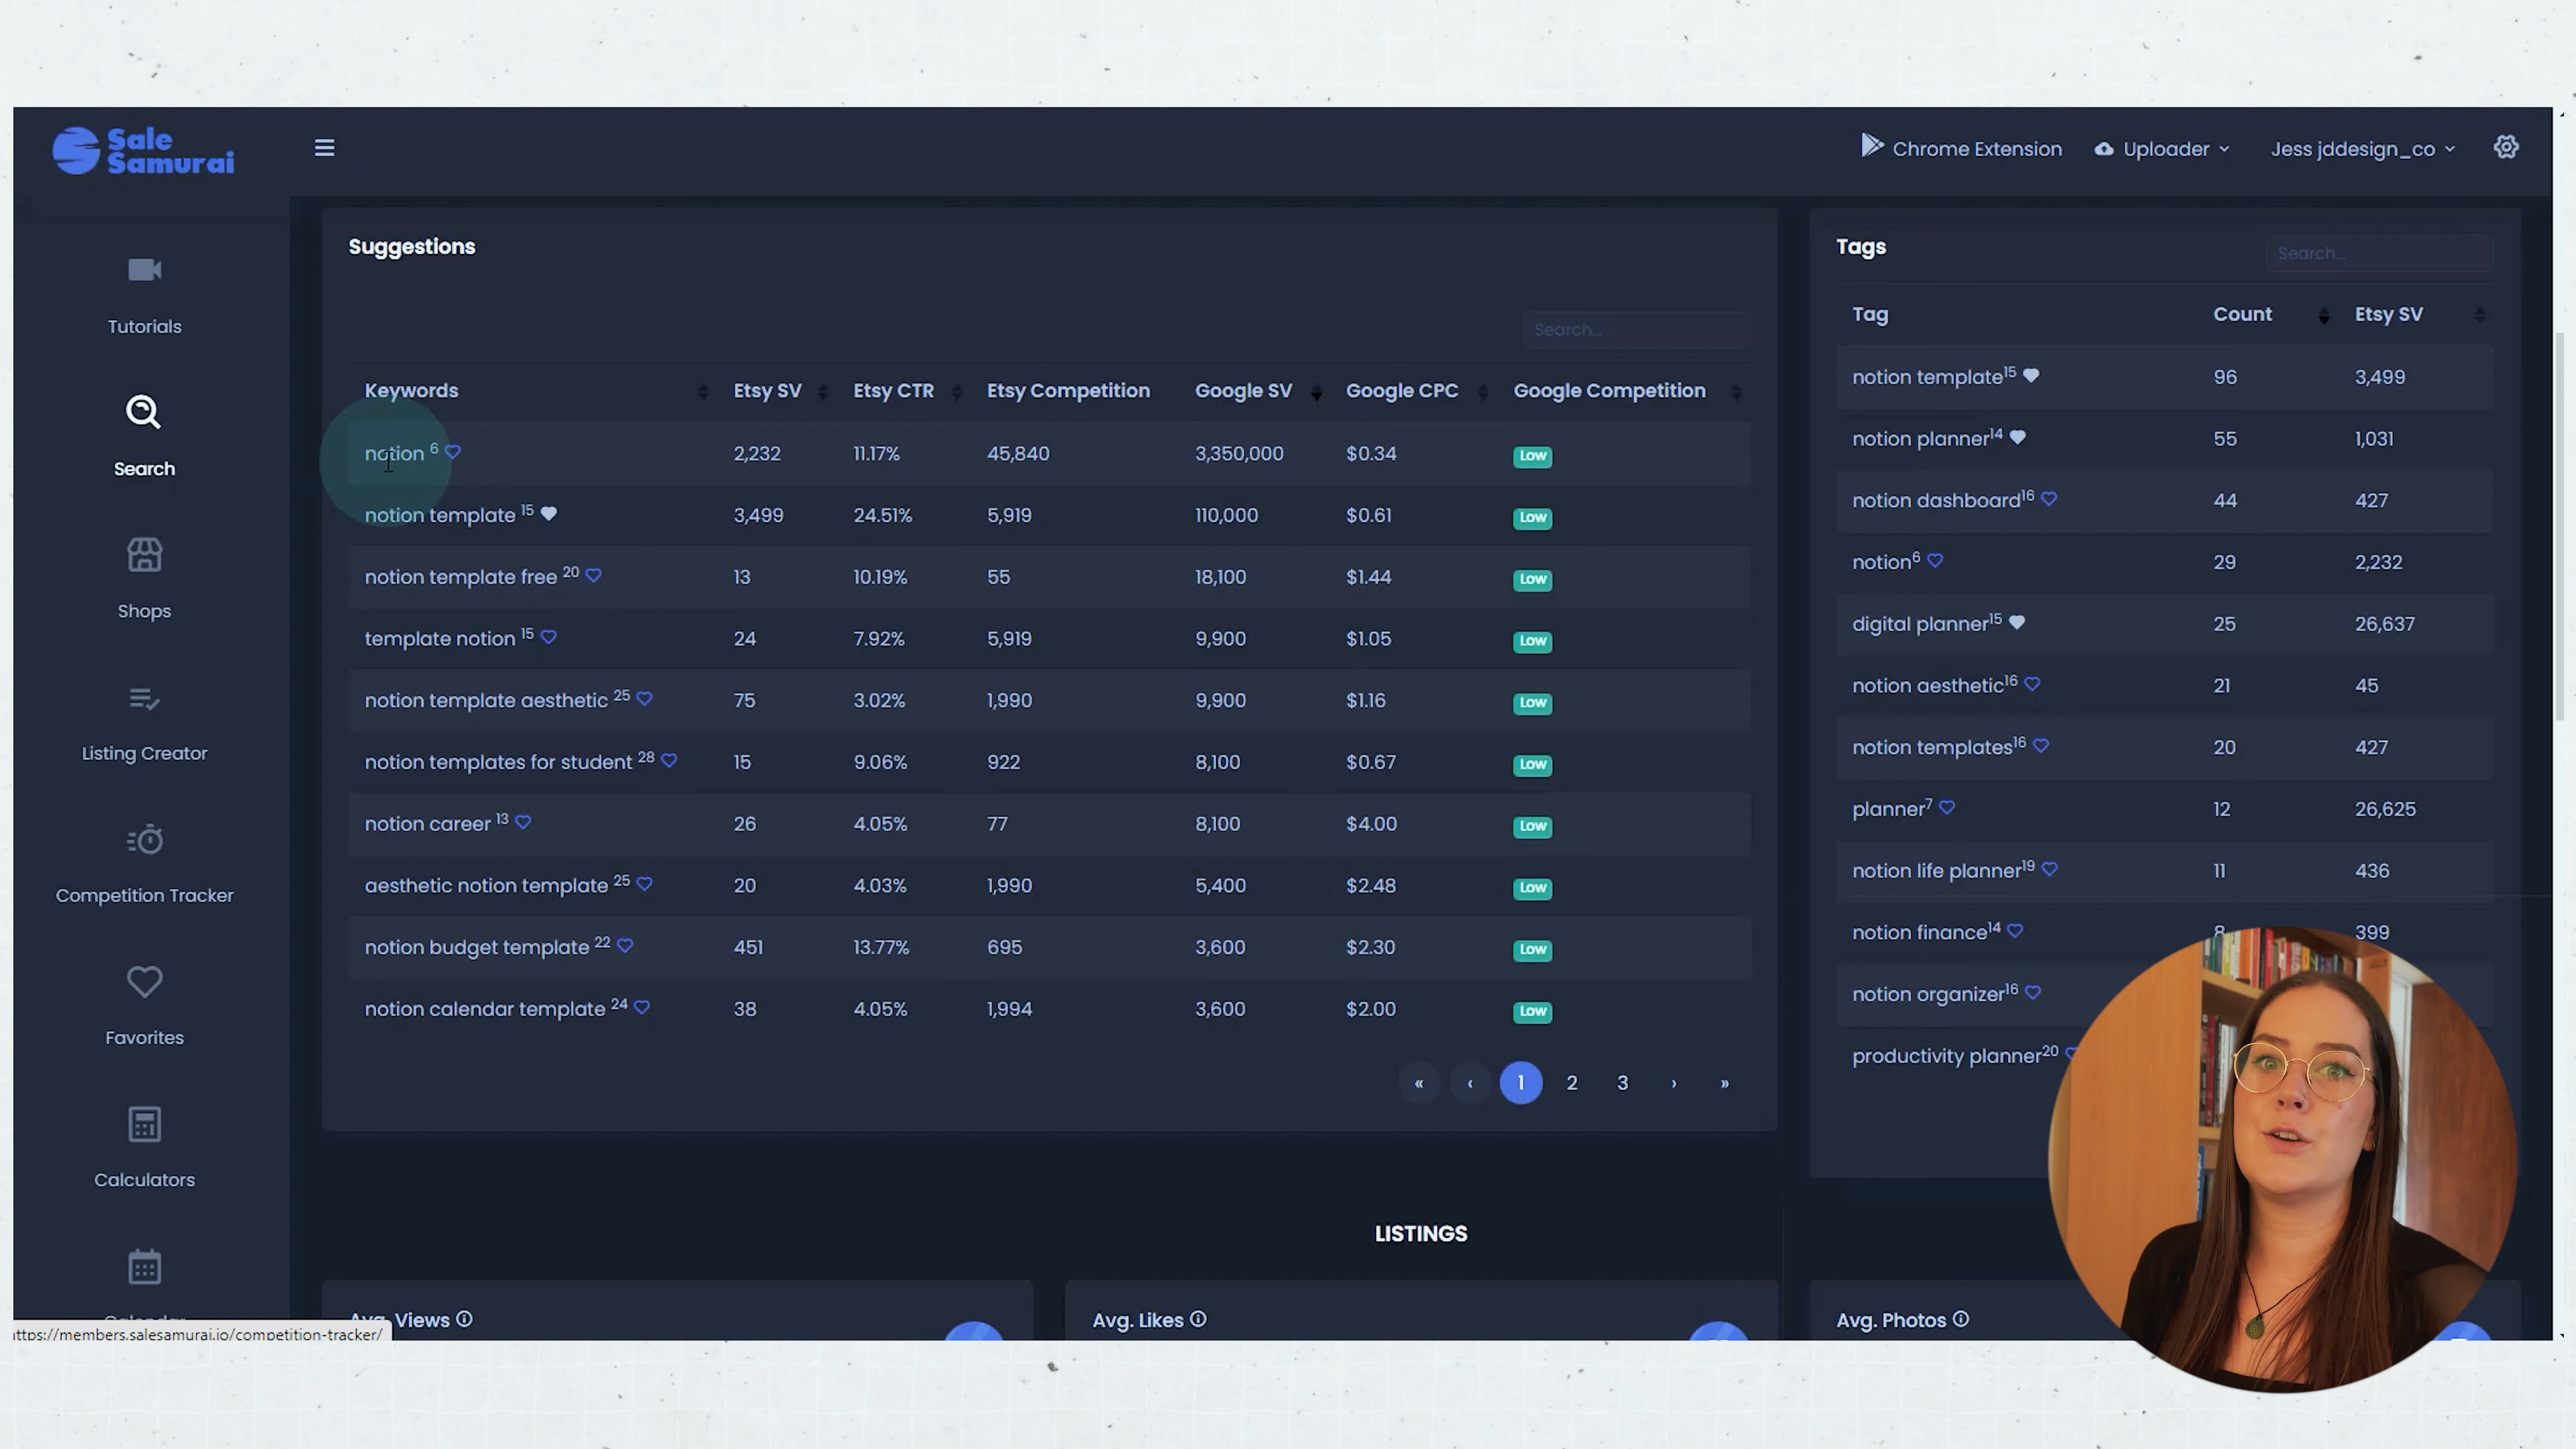 Sale
Samurai
Chrome Extension
Uploader
Jess jddesign_co
Tutorials
Search
Shops
Listing Creator
Competition Tracker
Favorites
Calculators
Calendar
Suggestions
Search...
Keywords Etsy SV Etsy CTR Etsy Competition Google SV Google CPC Google Competition
notion 6 2,232 11.17% 45,840 3,350,000 $0.34 Low
notion template 15 3,499 24.51% 5,919 110,000 $0.61 Low
notion template free 20 13 10.19% 55 18,100 $1.44 Low
template notion 15 24 7.92% 5,919 9,900 $1.05 Low
notion template aesthetic 25 75 3.02% 1,990 9,900 $1.16 Low
notion templates for student 28 15 9.06% 922 8,100 $0.67 Low
notion career 13 26 4.05% 77 8,100 $4.00 Low
aesthetic notion template 25 20 4.03% 1,990 5,400 $2.48 Low
notion budget template 22 451 13.77% 695 3,600 $2.30 Low
notion calendar template 24 38 4.05% 1,994 3,600 $2.00 Low
« ‹ 1 2 3 › »
Tags
Search...
Tag Count Etsy SV
notion template15 96 3,499
notion planner14 55 1,031
notion dashboard16 44 427
notion6 29 2,232
digital planner15 25 26,637
notion aesthetic16 21 45
notion templates16 20 427
planner7 12 26,625
notion life planner19 11 436
notion finance14 8 399
notion organizer16
productivity planner20
LISTINGS
Avg. Views
Avg. Likes
Avg. Photos
ttps://members.salesamurai.io/competition-tracker/